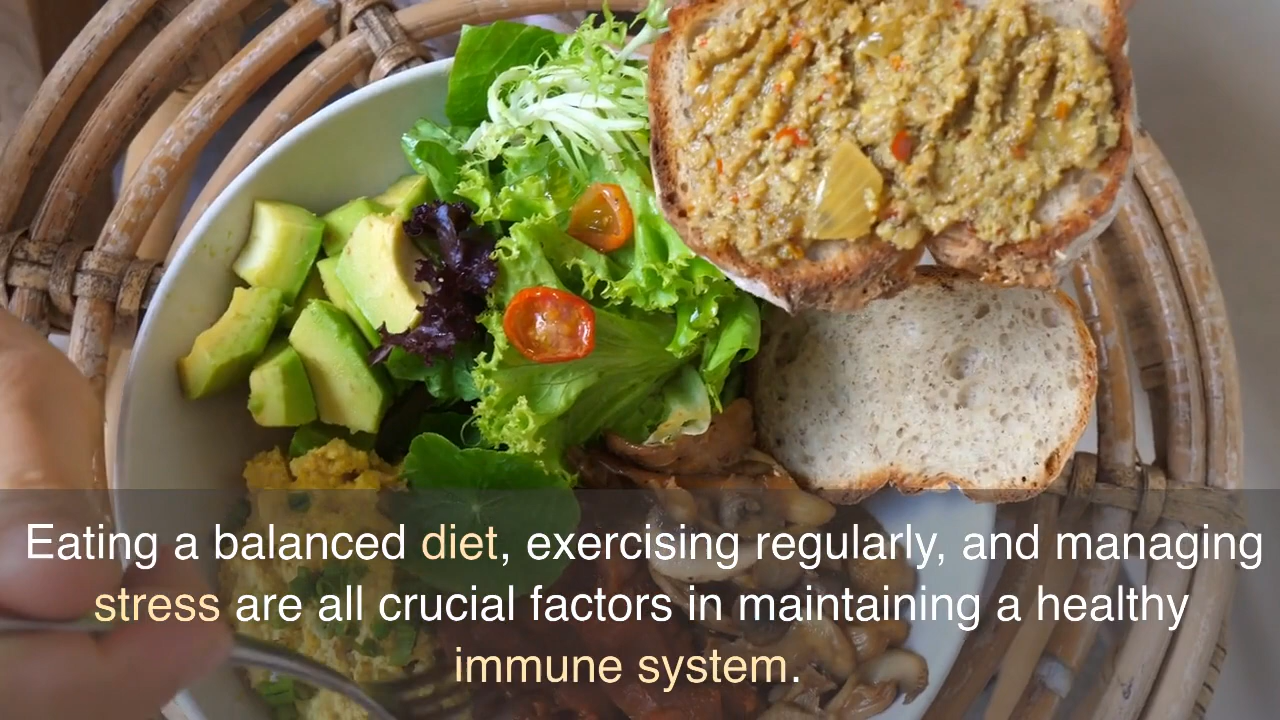 Eating a balanced diet, exercising regularly, and managing
stress are all crucial factors in maintaining a healthy
immune system.